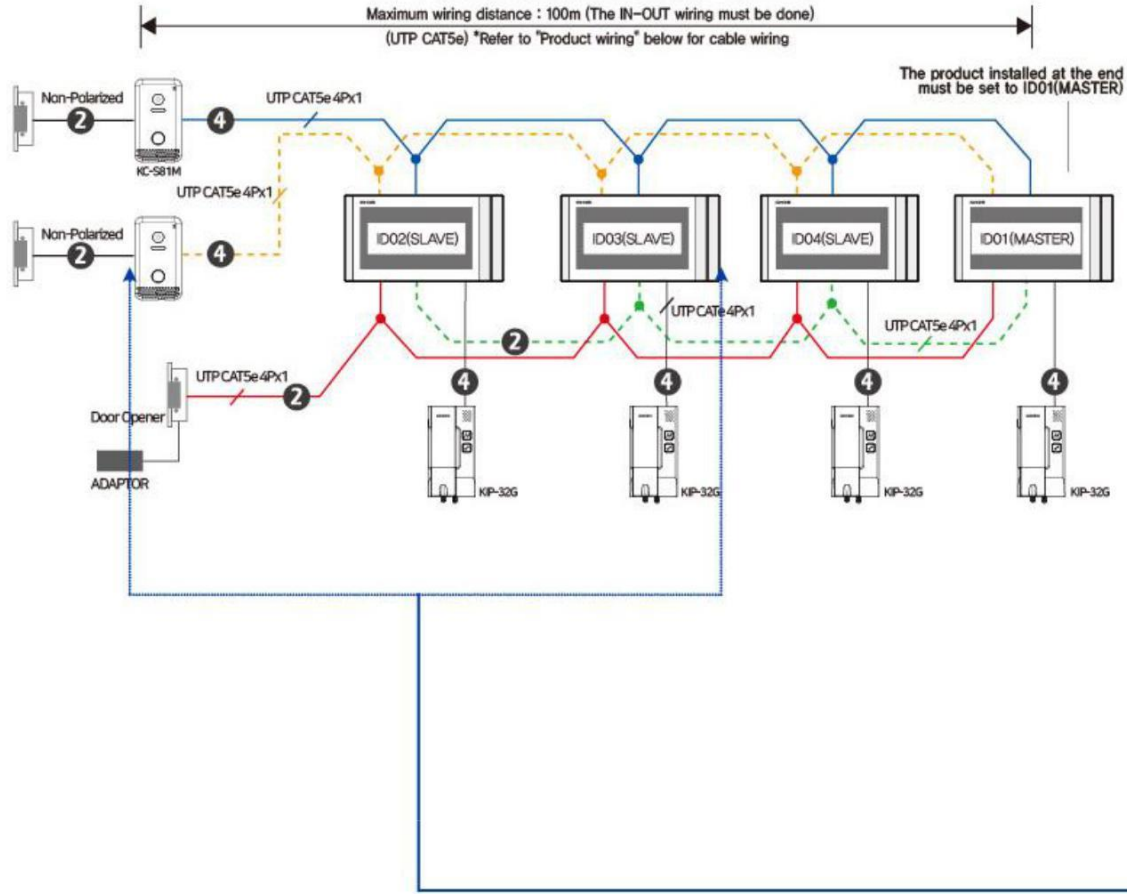 Maximum wiring distance : 100m (The IN-OUT wiring must be done)
(UTP CAT5e) *Refer to "Product wiring" below for cable wiring
The product installed at the end
must be set to ID01(MASTER)
Non-Polarized
2
KC-S81M
4
UTP CAT5e 4Px1
UTP CAT5e 4Px1
Non-Polarized
2
4
ID02(SLAVE)
ID03(SLAVE)
ID04(SLAVE)
ID01(MASTER)
UTP CATe 4Px1
UTP CAT5e 4Px1
2
UTP CAT5e 4Px1
2
4
4
4
4
Door Opener
ADAPTOR
KIP-32G
KIP-32G
KIP-32G
KIP-32G